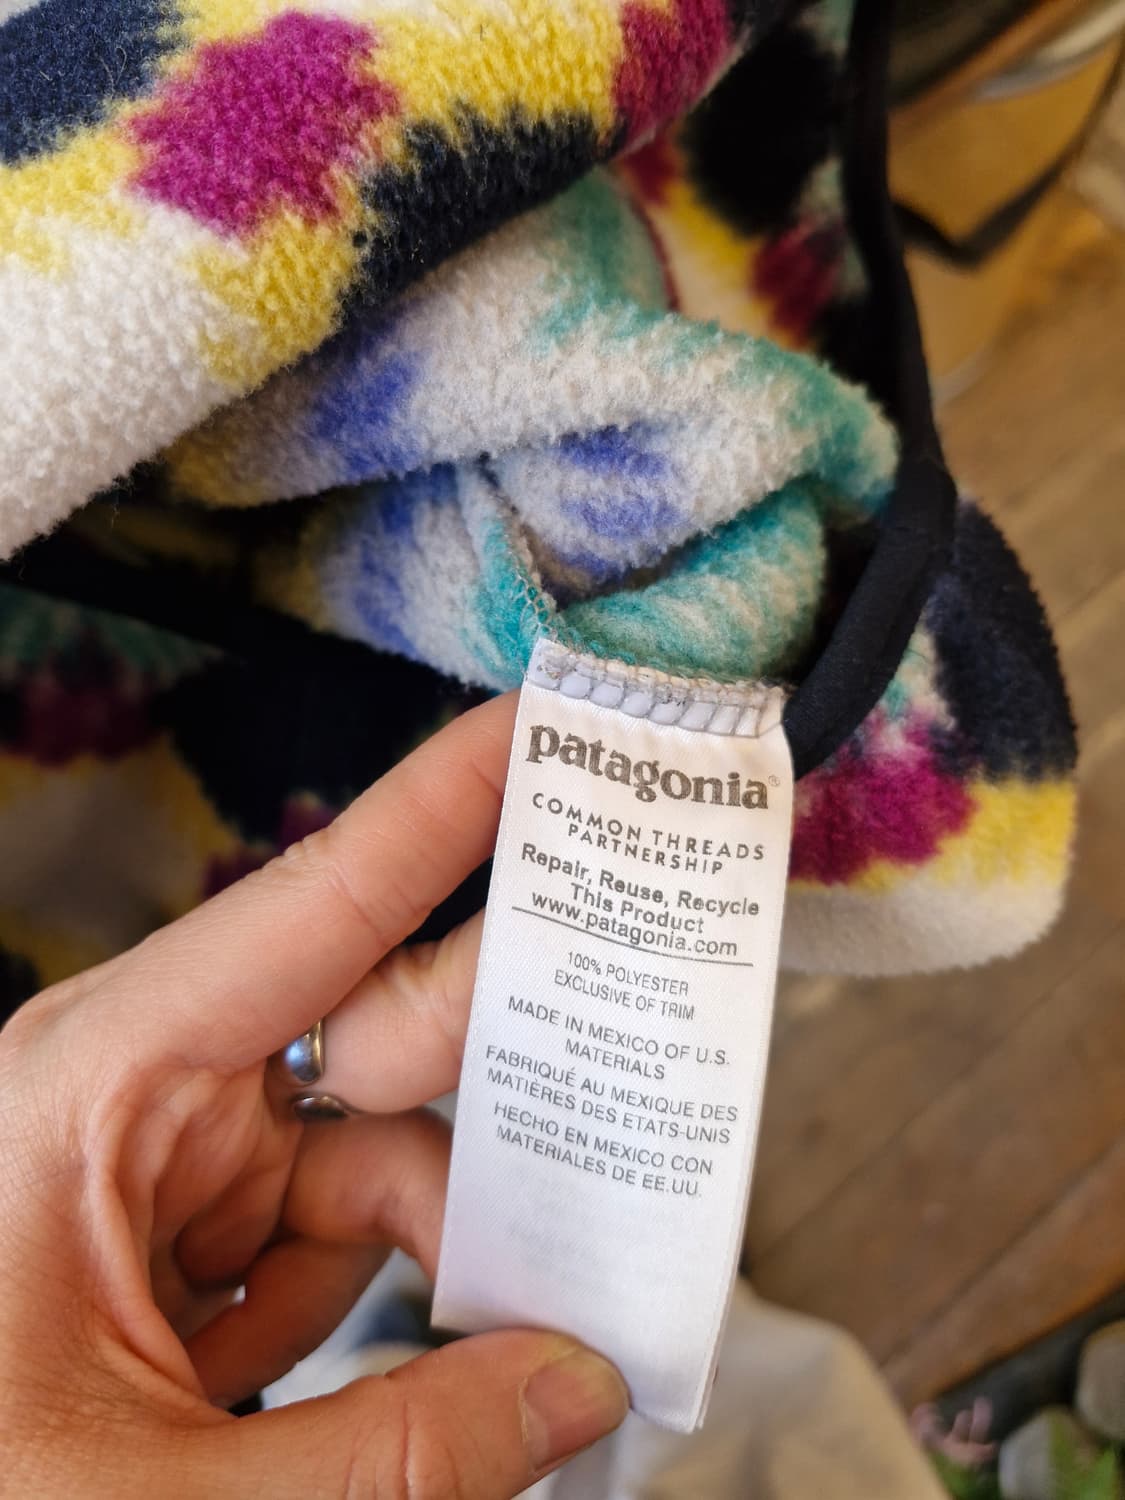 patagonia®
COMMON THREADS
PARTNERSHIP
Repair, Reuse, Recycle
This Product
www.patagonia.com
100% POLYESTER
EXCLUSIVE OF TRIM
MADE IN MEXICO OF U.S.
MATERIALS
FABRIQUÉ AU MEXIQUE DES
MATIÈRES DES ETATS-UNIS
HECHO EN MEXICO CON
MATERIALES DE EE.UU.